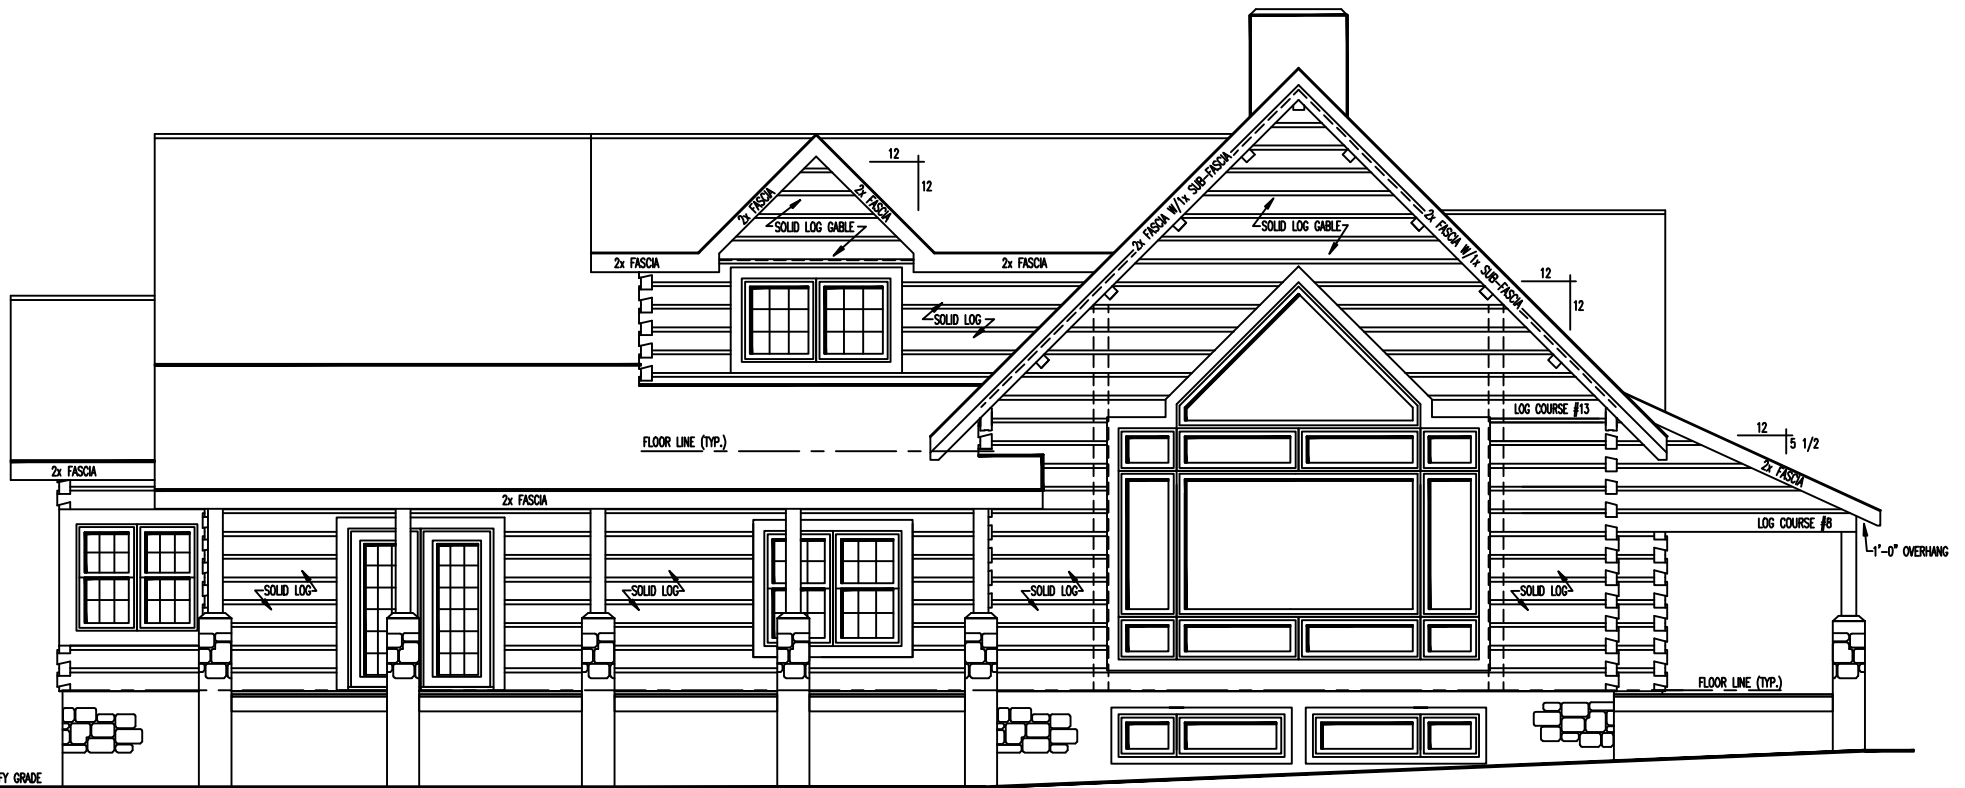 12
12
2x FASCIA
2x FASCIA
SOLID LOG GABLE
2x FASCIA W/1x SUB-FASCIA
SOLID LOG GABLE
2x FASCIA W/1x SUB-FASCIA
2x FASCIA
2x FASCIA
12
12
SOLID LOG
LOG COURSE #13
FLOOR LINE (TYP.)
12
5 1/2
2x FASCIA
2x FASCIA
2x FASCIA
LOG COURSE #8
1'-0" OVERHANG
SOLID LOG
SOLID LOG
SOLID LOG
SOLID LOG
FLOOR LINE (TYP.)
FY GRADE